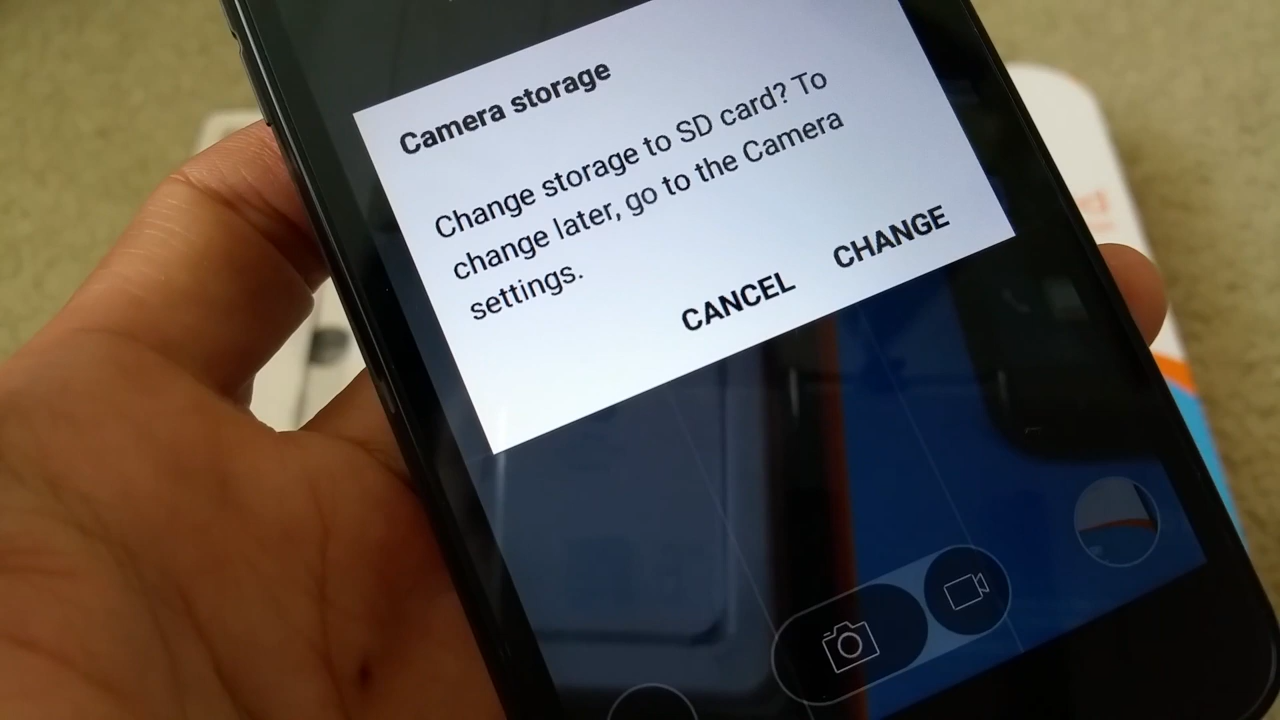 Camera storage
Change storage to SD card? To
change later, go to the Camera
settings.
CANCEL CHANGE